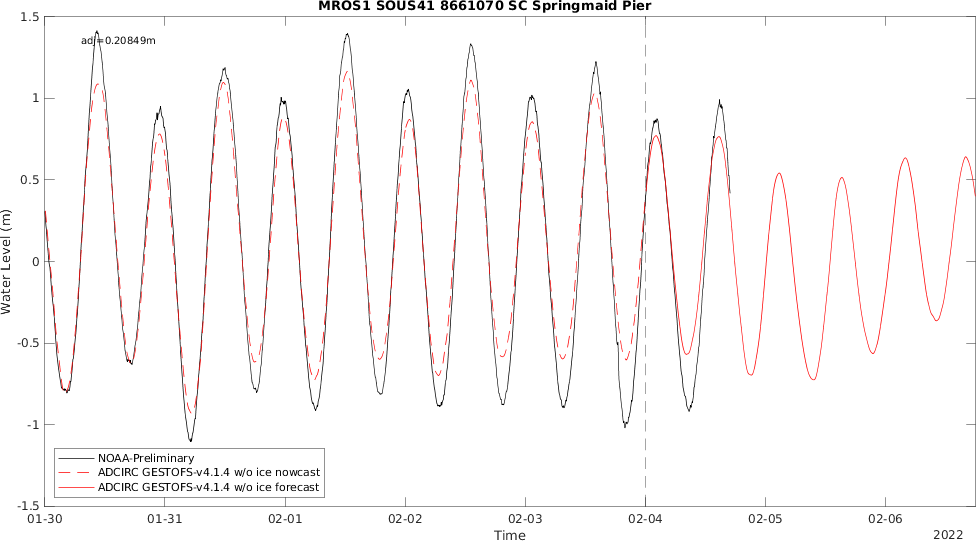 MROS1 SOUS41 8661070 SC Springmaid Pier
adj=0.20849m
1.5
1
0.5
0
-0.5
-1
-1.5
Water Level (m)
NOAA-Preliminary
ADCIRC GESTOFS-v4.1.4 w/o ice nowcast
ADCIRC GESTOFS-v4.1.4 w/o ice forecast
01-30 01-31 02-01 02-02 02-03 02-04 02-05 02-06
Time
2022